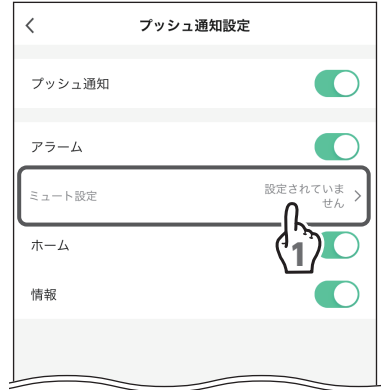 プッシュ通知設定
プッシュ通知
アラーム
ミュート設定
設定されていま
せん
1
ホーム
情報